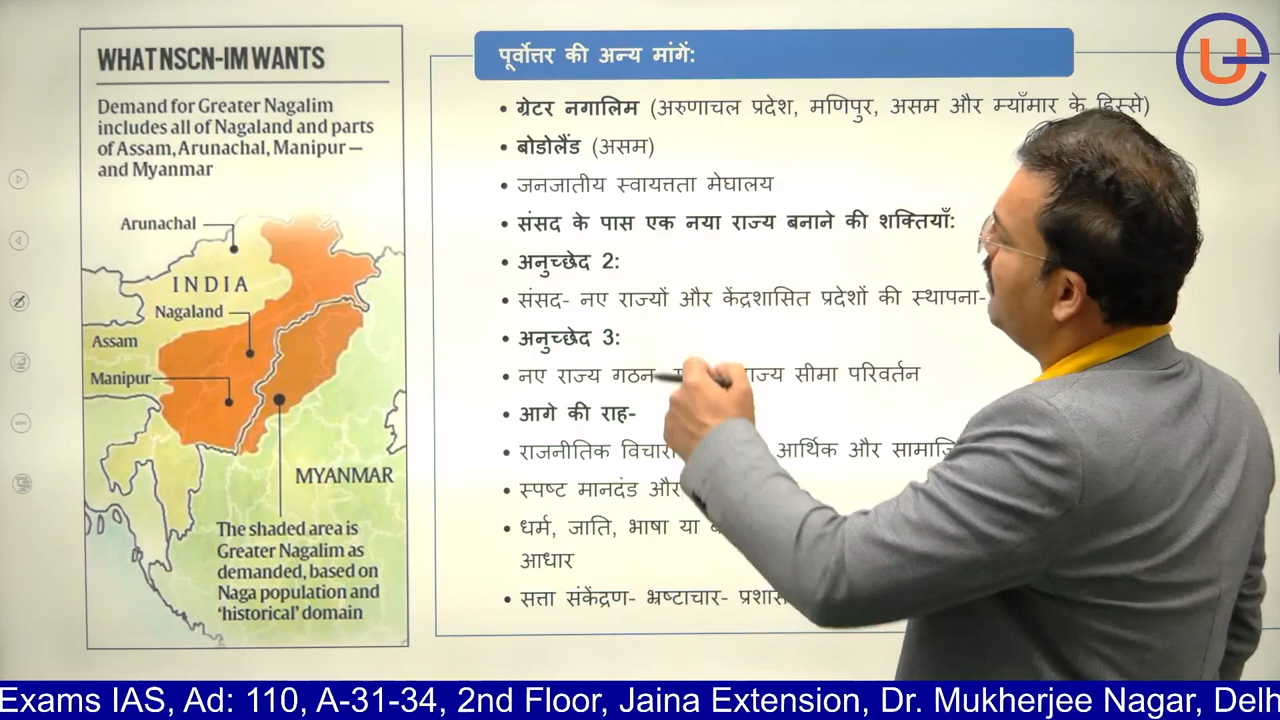 WHAT NSCN-IM WANTS
Demand for Greater Nagalim
includes all of Nagaland and parts
of Assam, Arunachal, Manipur —
and Myanmar
Arunachal
INDIA
Nagaland
Assam
Manipur
MYANMAR
The shaded area is
Greater Nagalim as
demanded, based on
Naga population and
‘historical’ domain
पूर्वोत्तर की अन्य मांगें:
• ग्रेटर नगालिम (अरुणाचल प्रदेश, मणिपुर, असम और म्याँमार के हिस्से)
• बोडोलैंड (असम)
• जनजातीय स्वायत्तता मेघालय
• संसद के पास एक नया राज्य बनाने की शक्तियाँ:
• अनुच्छेद 2:
• संसद- नए राज्यों और केंद्रशासित प्रदेशों की स्थापना-
• अनुच्छेद 3:
• नए राज्य गठन राज्य सीमा परिवर्तन
• आगे की राह-
• राजनीतिक आर्थिक और
• स्पष्ट मानदंड और
• धर्म, जाति, भाषा या
आधार
• सत्ता संकेंद्रण- भ्रष्टाचार-
Ue
Exams IAS, Ad: 110, A-31-34, 2nd Floor, Jaina Extension, Dr. Mukherjee Nagar, Delh